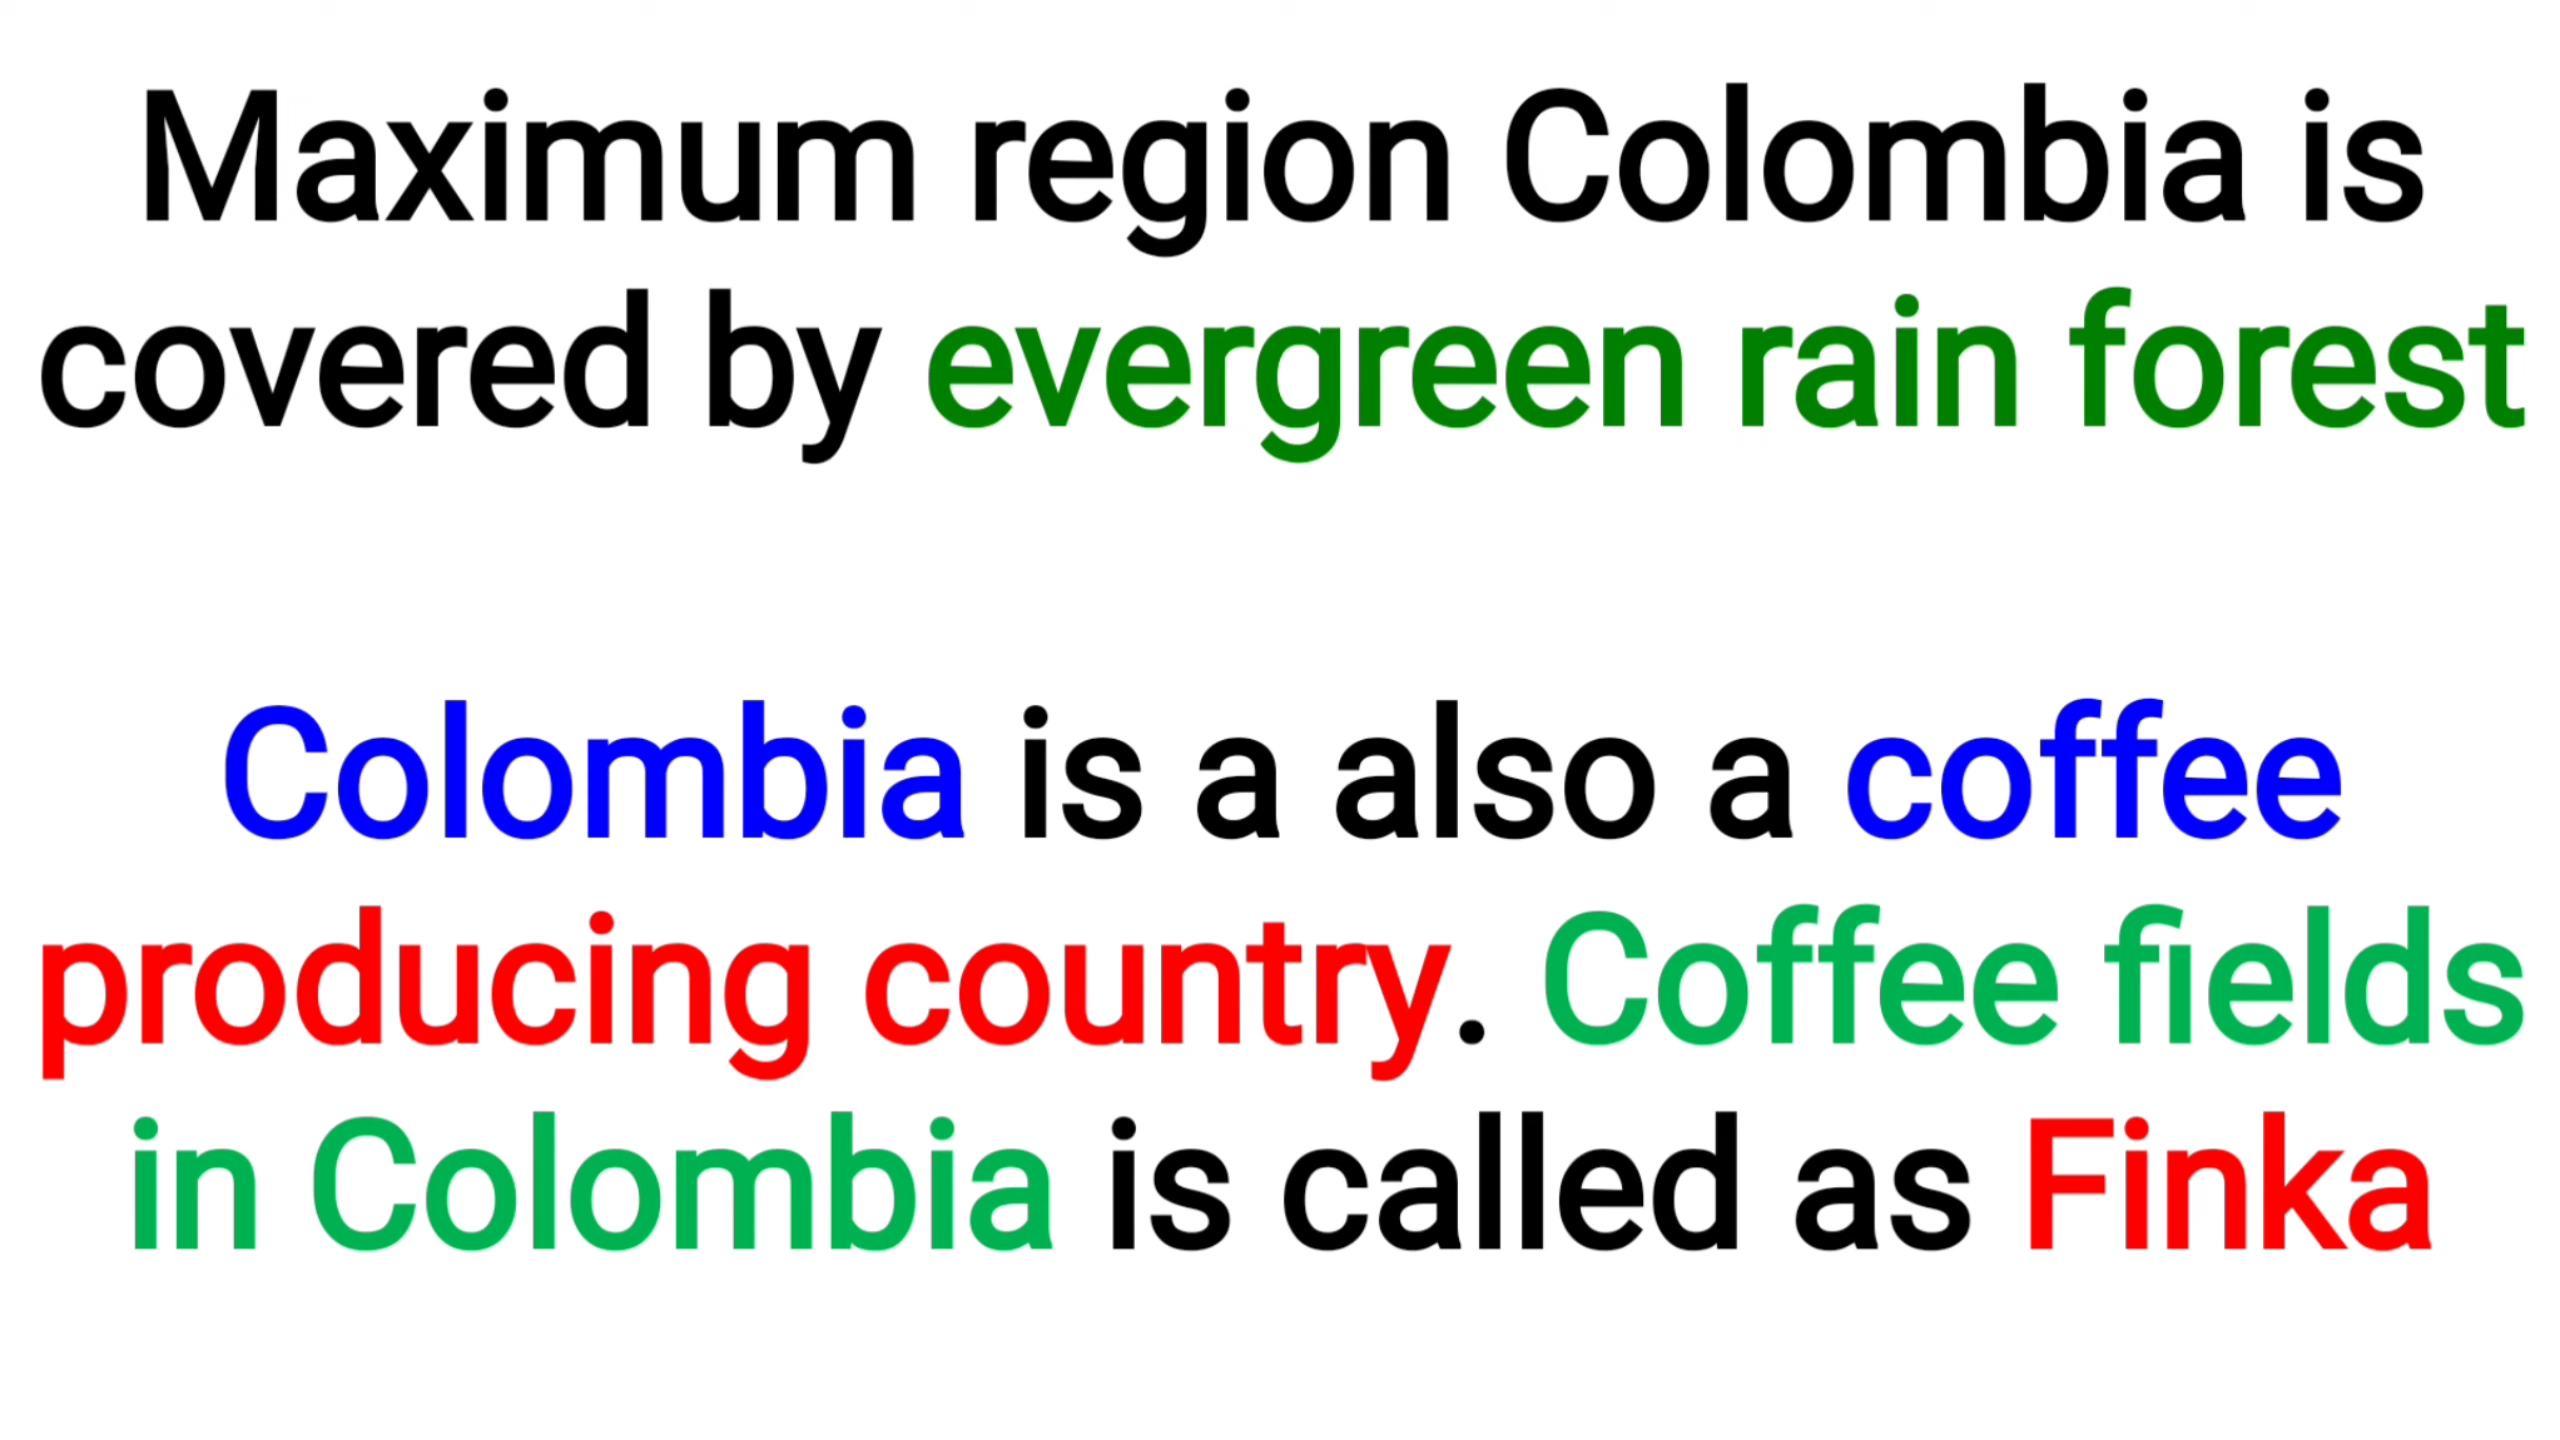 Maximum region Colombia is
covered by evergreen rain forest
Colombia is a also a coffee
producing country. Coffee fields
in Colombia is called as Finka